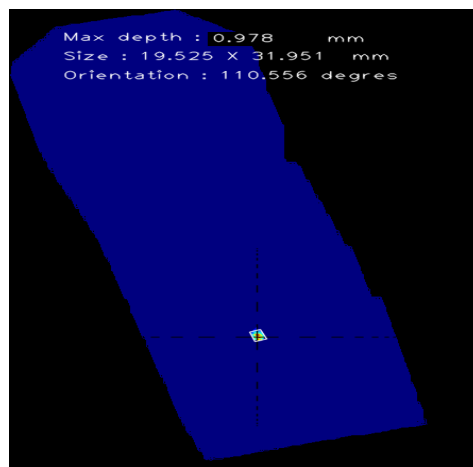 Max depth : 0.978 mm
Size : 19.525 X 31.951 mm
Orientation : 110.556 degres